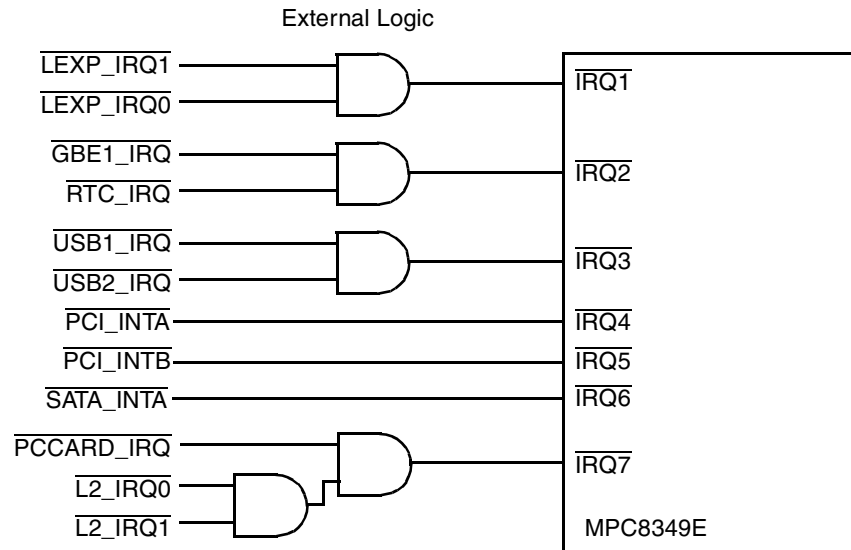 External Logic
LEXP_IRQ1
IRQ1
LEXP_IRQ0
GBE1_IRQ
IRQ2
RTC_IRQ
USB1_IRQ
IRQ3
USB2_IRQ
PCI_INTA
IRQ4
PCI_INTB
IRQ5
SATA_INTA
IRQ6
PCCARD_IRQ
IRQ7
L2_IRQ0
L2_IRQ1
MPC8349E